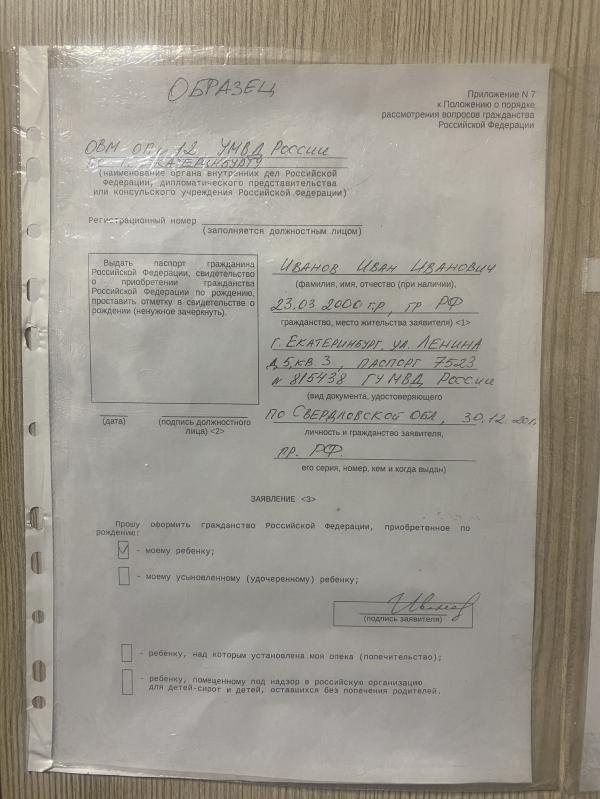 ОБРАЗЕЦ
Приложение N 7
к Положению о порядке
рассмотрения вопросов гражданства
Российской Федерации
ОВМ ОП 12 УМВД России
по г. Екатеринбургу
(наименование органа внутренних дел Российской
Федерации, дипломатического представительства
или консульского учреждения Российской Федерации)
Регистрационный номер
(заполняется должностным лицом)
Выдать паспорт гражданина
Российской Федерации, свидетельство
о приобретении гражданства
Российской Федерации по рождению,
проставить отметку в свидетельстве о
рождении (ненужное зачеркнуть).
(дата) (подпись должностного
лица) <2>
Иванов Иван Иванович
(фамилия, имя, отчество (при наличии),
23.03 2000 г.р, гр РФ
гражданство, место жительства заявителя) <1>
г. Екатеринбург, ул. Ленина
д,5,кв 3, паспорт 7523
N 815438 ГУ МВД России
(вид документа, удостоверяющего
по Свердловской обл, 30.12.
личность и гражданство заявителя,
гр. РФ.
его серия, номер, кем и когда выдан)
ЗАЯВЛЕНИЕ <3>
Прошу оформить гражданство Российской Федерации, приобретенное по
рождению:
- моему ребенку;
- моему усыновленному (удочеренному) ребенку;
Иванов
(подпись заявителя)
- ребенку, над которым установлена моя опека (попечительство);
- ребенку, помещенному под надзор в российскую организацию
для детей-сирот и детей, оставшихся без попечения родителей.